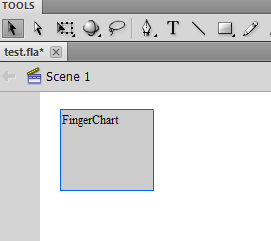 TOOLS
T
test.fla*
Scene 1
FingerChart